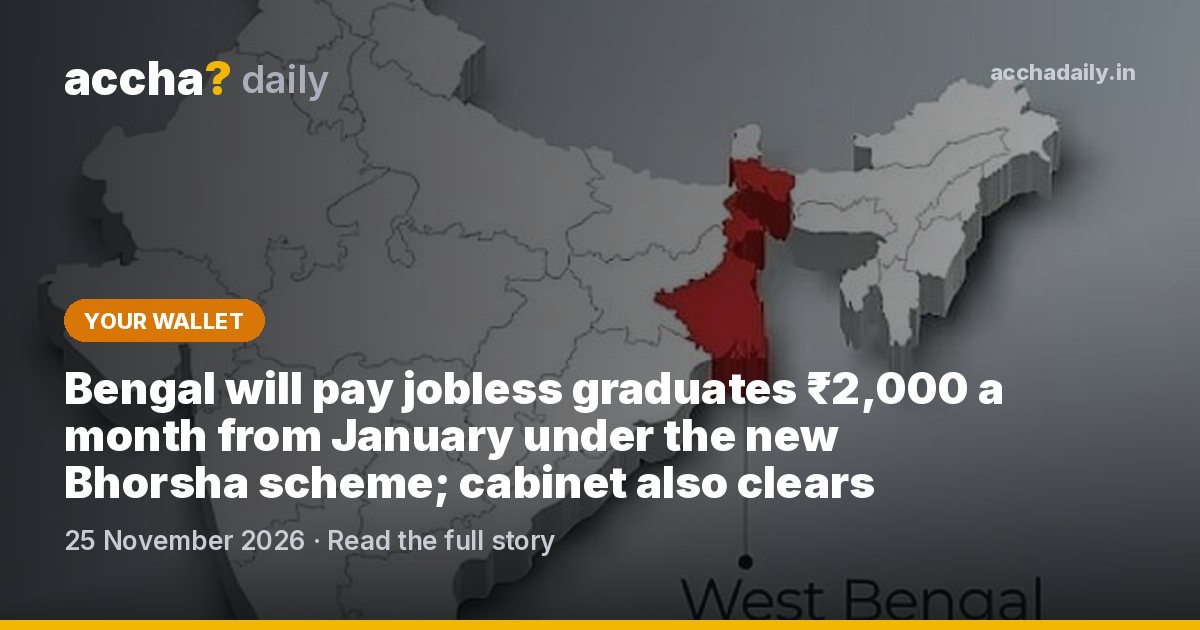 accha? daily
acchadaily.in
YOUR WALLET
Bengal will pay jobless graduates ₹2,000 a
month from January under the new
Bhorsha scheme; cabinet also clears
25 November 2026 · Read the full story
West Bengal